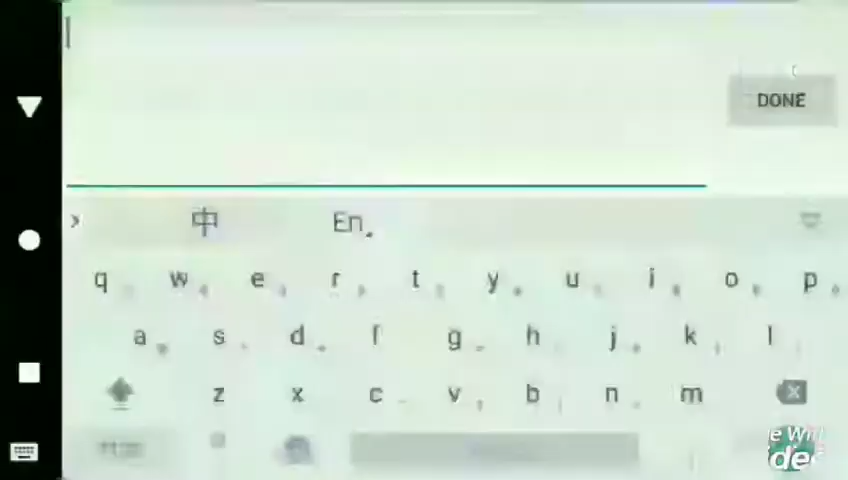 DONE
中 En
q w e r t y u i o p
a s d f g h j k l
z x c v b n m